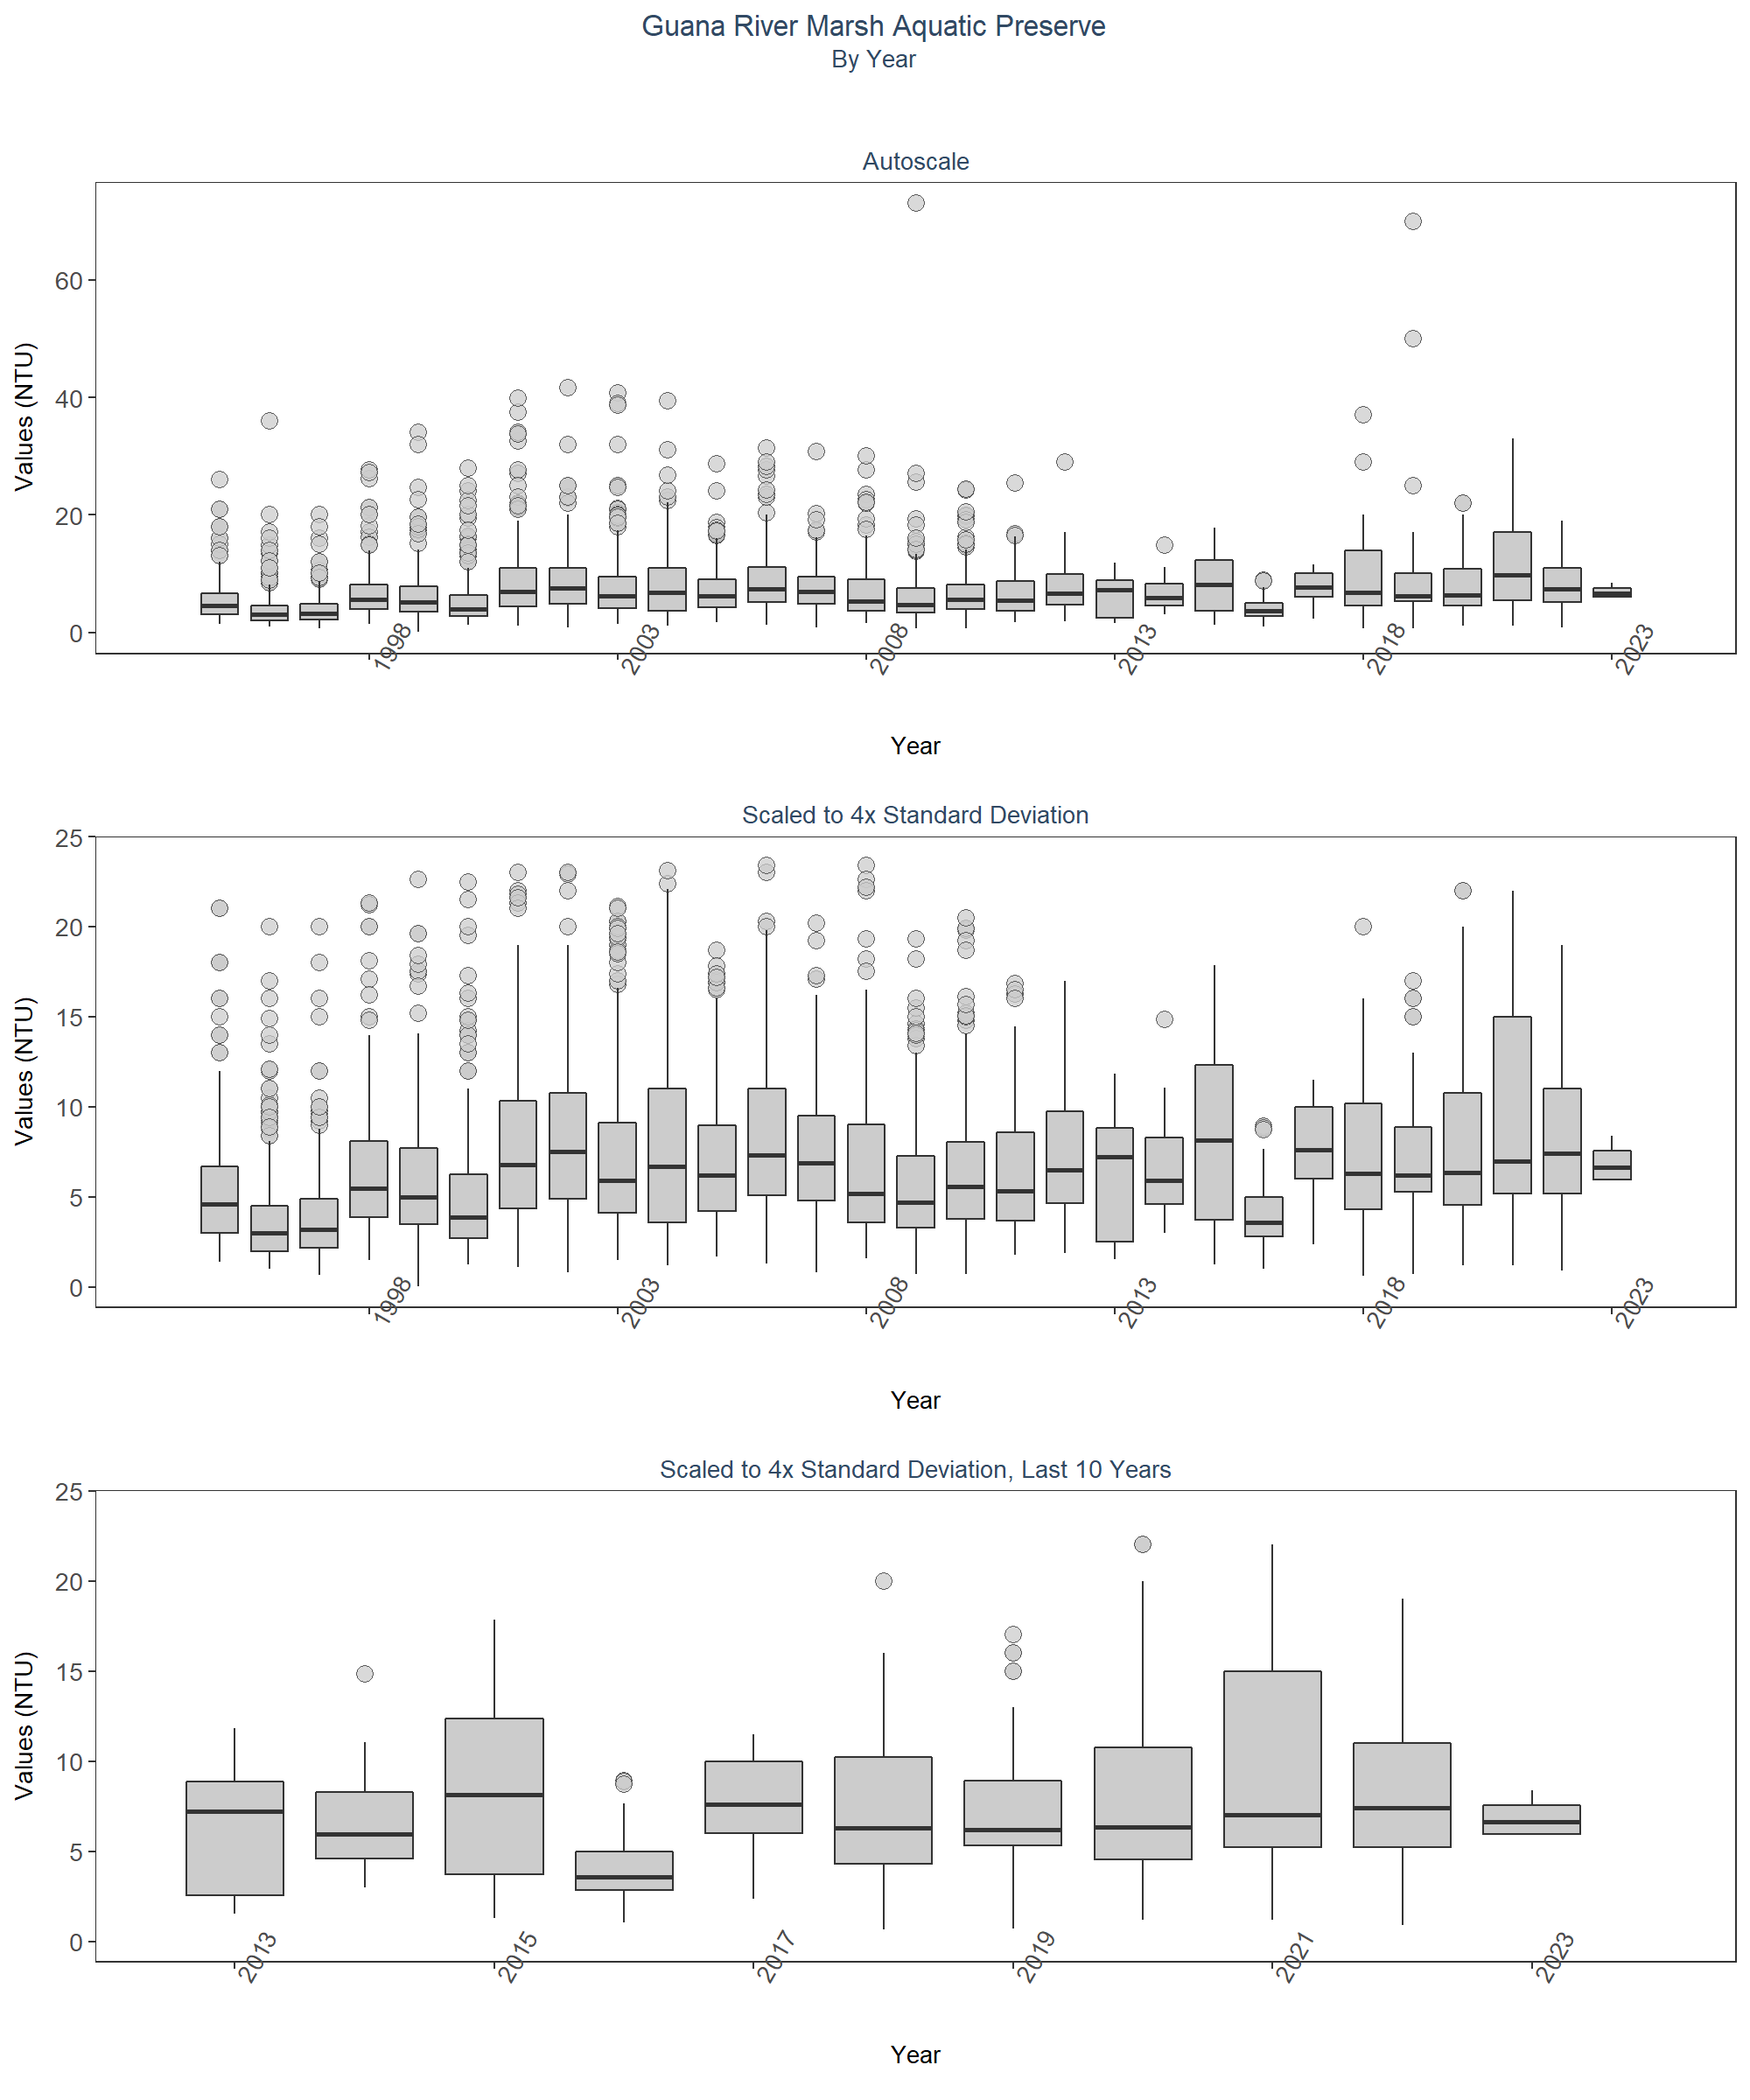 Guana River Marsh Aquatic Preserve
By Year
Autoscale
Values (NTU)
60
40
20
0
1998 2003 2008 2013 2018 2023
Year
Scaled to 4x Standard Deviation
Values (NTU)
25
20
15
10
5
0
1998 2003 2008 2013 2018 2023
Year
Scaled to 4x Standard Deviation, Last 10 Years
Values (NTU)
25
20
15
10
5
0
2013 2015 2017 2019 2021 2023
Year